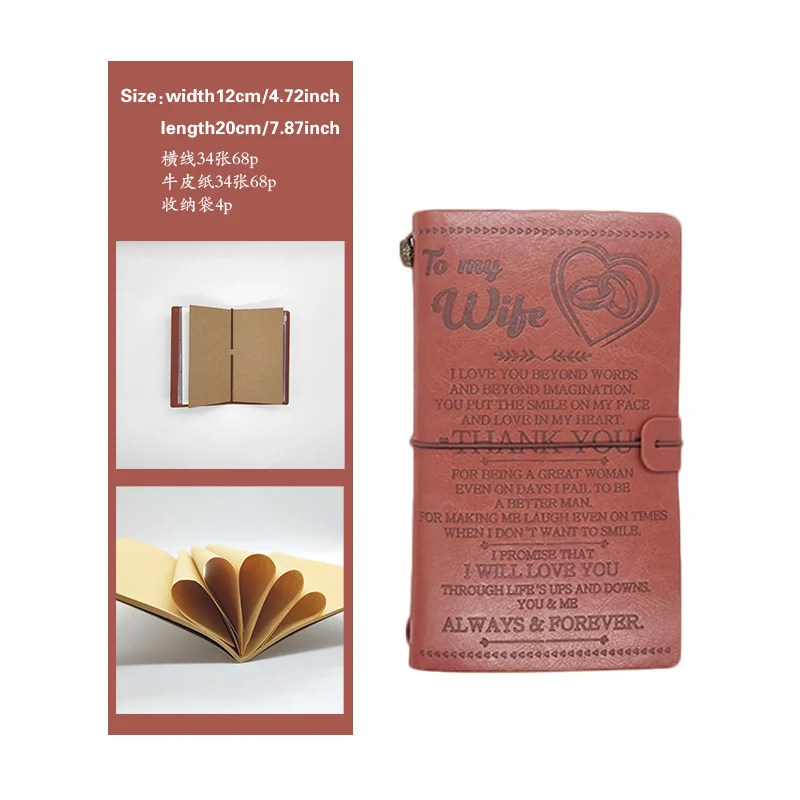 Size:width12cm/4.72inch
length20cm/7.87inch
横线34张68p
牛皮纸34张68p
收纳袋4p
To my
Wife
I LOVE YOU BEYOND WORDS
AND BEYOND IMAGINATION.
YOU PUT THE SMILE ON MY FACE
AND LOVE IN MY HEART.
THANK YOU
FOR BEING A GREAT WOMAN
EVEN ON DAYS I FAIL TO BE
A BETTER MAN.
FOR MAKING ME LAUGH EVEN ON TIMES
WHEN I DON'T WANT TO SMILE.
I PROMISE THAT
I WILL LOVE YOU
THROUGH LIFE'S UPS AND DOWNS.
YOU & ME
ALWAYS & FOREVER.